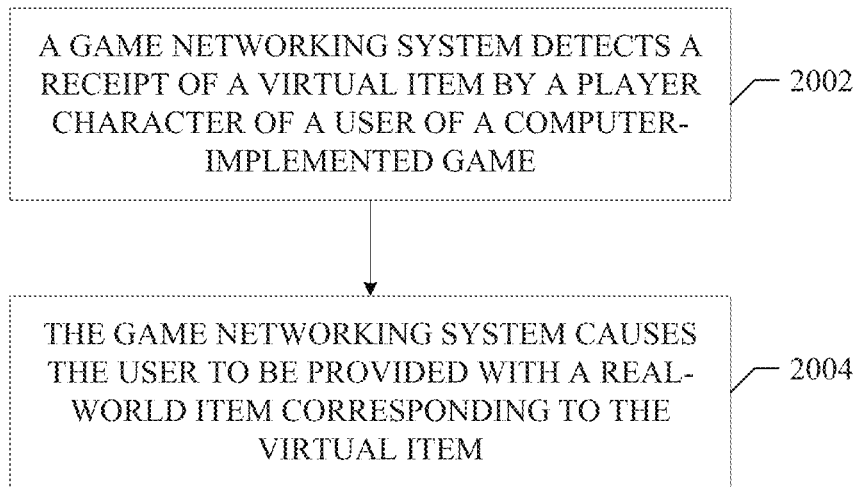 A GAME NETWORKING SYSTEM DETECTS A
RECEIPT OF A VIRTUAL ITEM BY A PLAYER
CHARACTER OF A USER OF A COMPUTER-
IMPLEMENTED GAME
2002
THE GAME NETWORKING SYSTEM CAUSES
THE USER TO BE PROVIDED WITH A REAL-
WORLD ITEM CORRESPONDING TO THE
VIRTUAL ITEM
2004